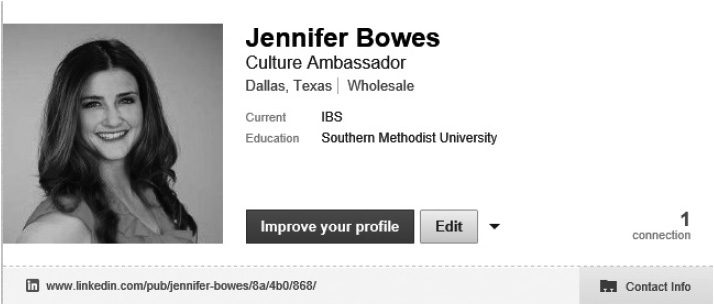 Jennifer Bowes
Culture Ambassador
Dallas, Texas | Wholesale
Current IBS
Education Southern Methodist University
Improve your profile Edit
1
connection
in www.linkedin.com/pub/jennifer-bowes/8a/4b0/868/
Contact Info